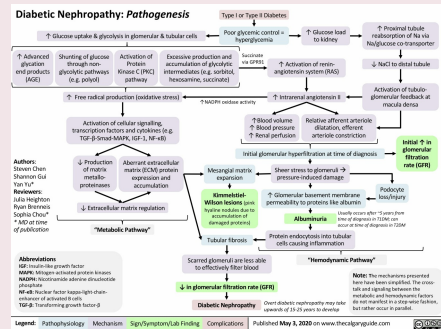 Diabetic Nephropathy: Pathogenesis
Type I or Type II Diabetes
↑ Glucose uptake & glycolysis in glomerular & tubular cells
Poor glycemic control =
hyperglycemia
↑ Glucose load
to kidney
↑ Proximal tubule
reabsorption of Na via
Na/glucose co-transporter
↑ Advanced
glycation
end products
(AGE)
Shunting of glucose
through non-
glycolytic pathways
(e.g. polyol)
Activation of
Protein
Kinase C (PKC)
pathway
Excessive production and
accumulation of glycolytic
intermediates (e.g. sorbitol,
hexosamine, succinate)
Succinate
via GPR91
↑ Activation of renin-
angiotensin system (RAS)
↓ NaCl to distal tubule
Activation of tubulo-
glomerular feedback at
macula densa
↑ Free radical production (oxidative stress)
↑NADPH oxidase activity
↑ Intrarenal angiotensin II
Activation of cellular signalling,
transcription factors and cytokines (e.g.
TGF-β-Smad-MAPK, IGF-1, NF-κB)
↑Blood volume
↑ Blood pressure
↑ Renal perfusion
Relative afferent arteriole
dilatation, efferent
arteriole constriction
Initial glomerular hyperfiltration at time of diagnosis
Initial ↑ in
glomerular
filtration
rate (GFR)
Authors:
Steven Chen
Shannon Gui
Yan Yu*
Reviewers:
Julia Heighton
Ryan Brenneis
Sophia Chou*
* MD at time
of publication
↓ Production
of matrix
metallo-
proteinases
Aberrant extracellular
matrix (ECM) protein
expression and
accumulation
Mesangial matrix
expansion
Shear stress to glomeruli →
pressure-induced damage
↓ Extracellular matrix regulation
Kimmelstiel-
Wilson lesions (pink
hyaline nodules due to
accumulation of
damaged proteins)
↑ Glomerular basement membrane
permeability to proteins like albumin
Podocyte
loss/injury
Albuminuria
Usually occurs after ~5 years from
time of diagnosis in T1DM; can
occur at time of diagnosis in T2DM
"Metabolic Pathway"
Tubular fibrosis
Protein endocytosis into tubular
cells causing inflammation
"Hemodynamic Pathway"
Abbreviations
IGF: Insulin-like growth factor
MAPK: Mitogen-activated protein kinases
NADPH: Nicotinamide adenine dinucleotide
phosphate
NF-κB: Nuclear factor kappa-light-chain-
enhancer of activated B cells
TGF-β: Transforming growth factor-β
Scarred glomeruli are less able
to effectively filter blood
↓ in glomerular filtration rate (GFR)
Diabetic Nephropathy
Overt diabetic nephropathy may take
upwards of 15-25 years to develop
Note: The mechanisms presented
here have been simplified. The cross-
talk and signaling between the
metabolic and hemodynamic factors
do not manifest in a step-wise fashion,
but rather occur in parallel.
Legend: Pathophysiology Mechanism Sign/Symptom/Lab Finding Complications Published May 3, 2020 on www.thecalgaryguide.com